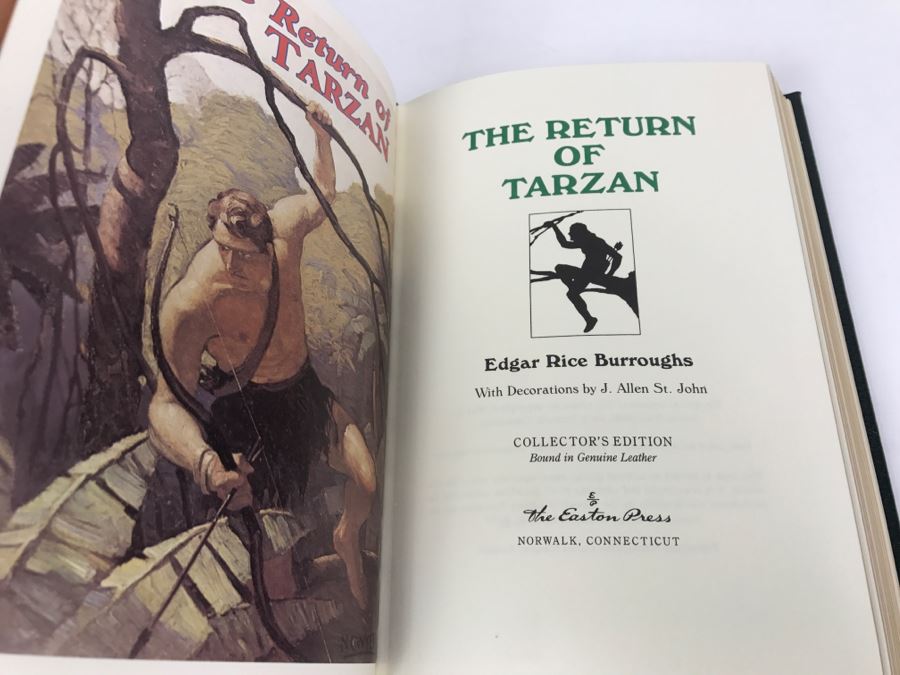 Return of
TARZAN
THE RETURN
OF
TARZAN
Edgar Rice Burroughs
With Decorations by J. Allen St. John
COLLECTOR'S EDITION
Bound in Genuine Leather
E
P
The Easton Press
NORWALK, CONNECTICUT